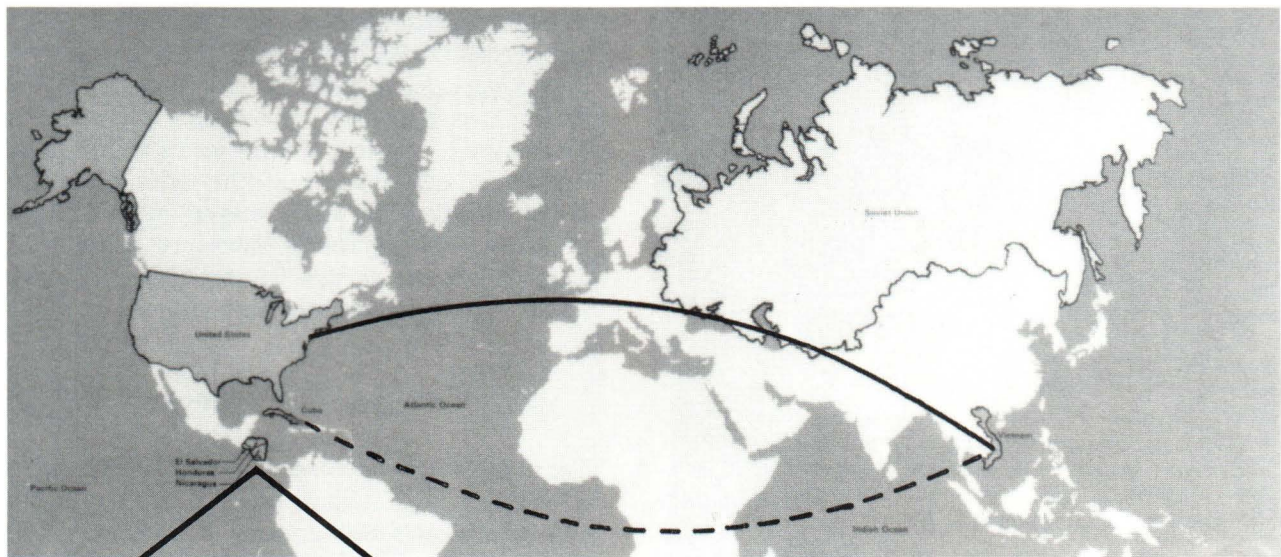 Soviet Union
United States
Cuba
Atlantic Ocean
Vietnam
El Salvador
Honduras
Nicaragua
Pacific Ocean
Indian Ocean